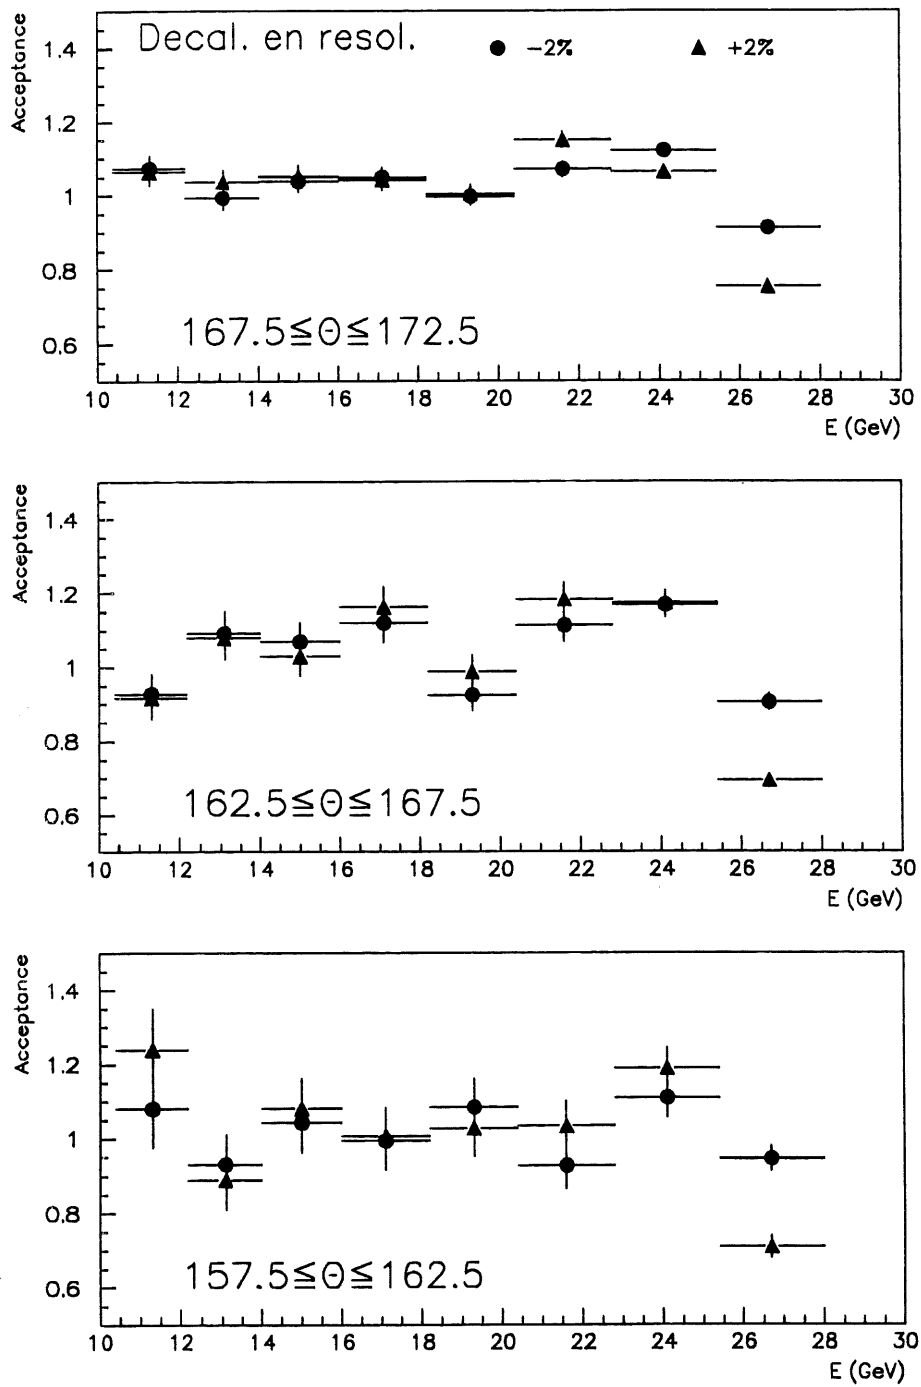 Decal. en resol.
● −2% ▲ +2%
Acceptance
1.4
1.2
1
0.8
0.6
167.5≤Θ≤172.5
10 12 14 16 18 20 22 24 26 28 30
E (GeV)
Acceptance
1.4
1.2
1
0.8
0.6
162.5≤Θ≤167.5
10 12 14 16 18 20 22 24 26 28 30
E (GeV)
Acceptance
1.4
1.2
1
0.8
0.6
157.5≤Θ≤162.5
10 12 14 16 18 20 22 24 26 28 30
E (GeV)